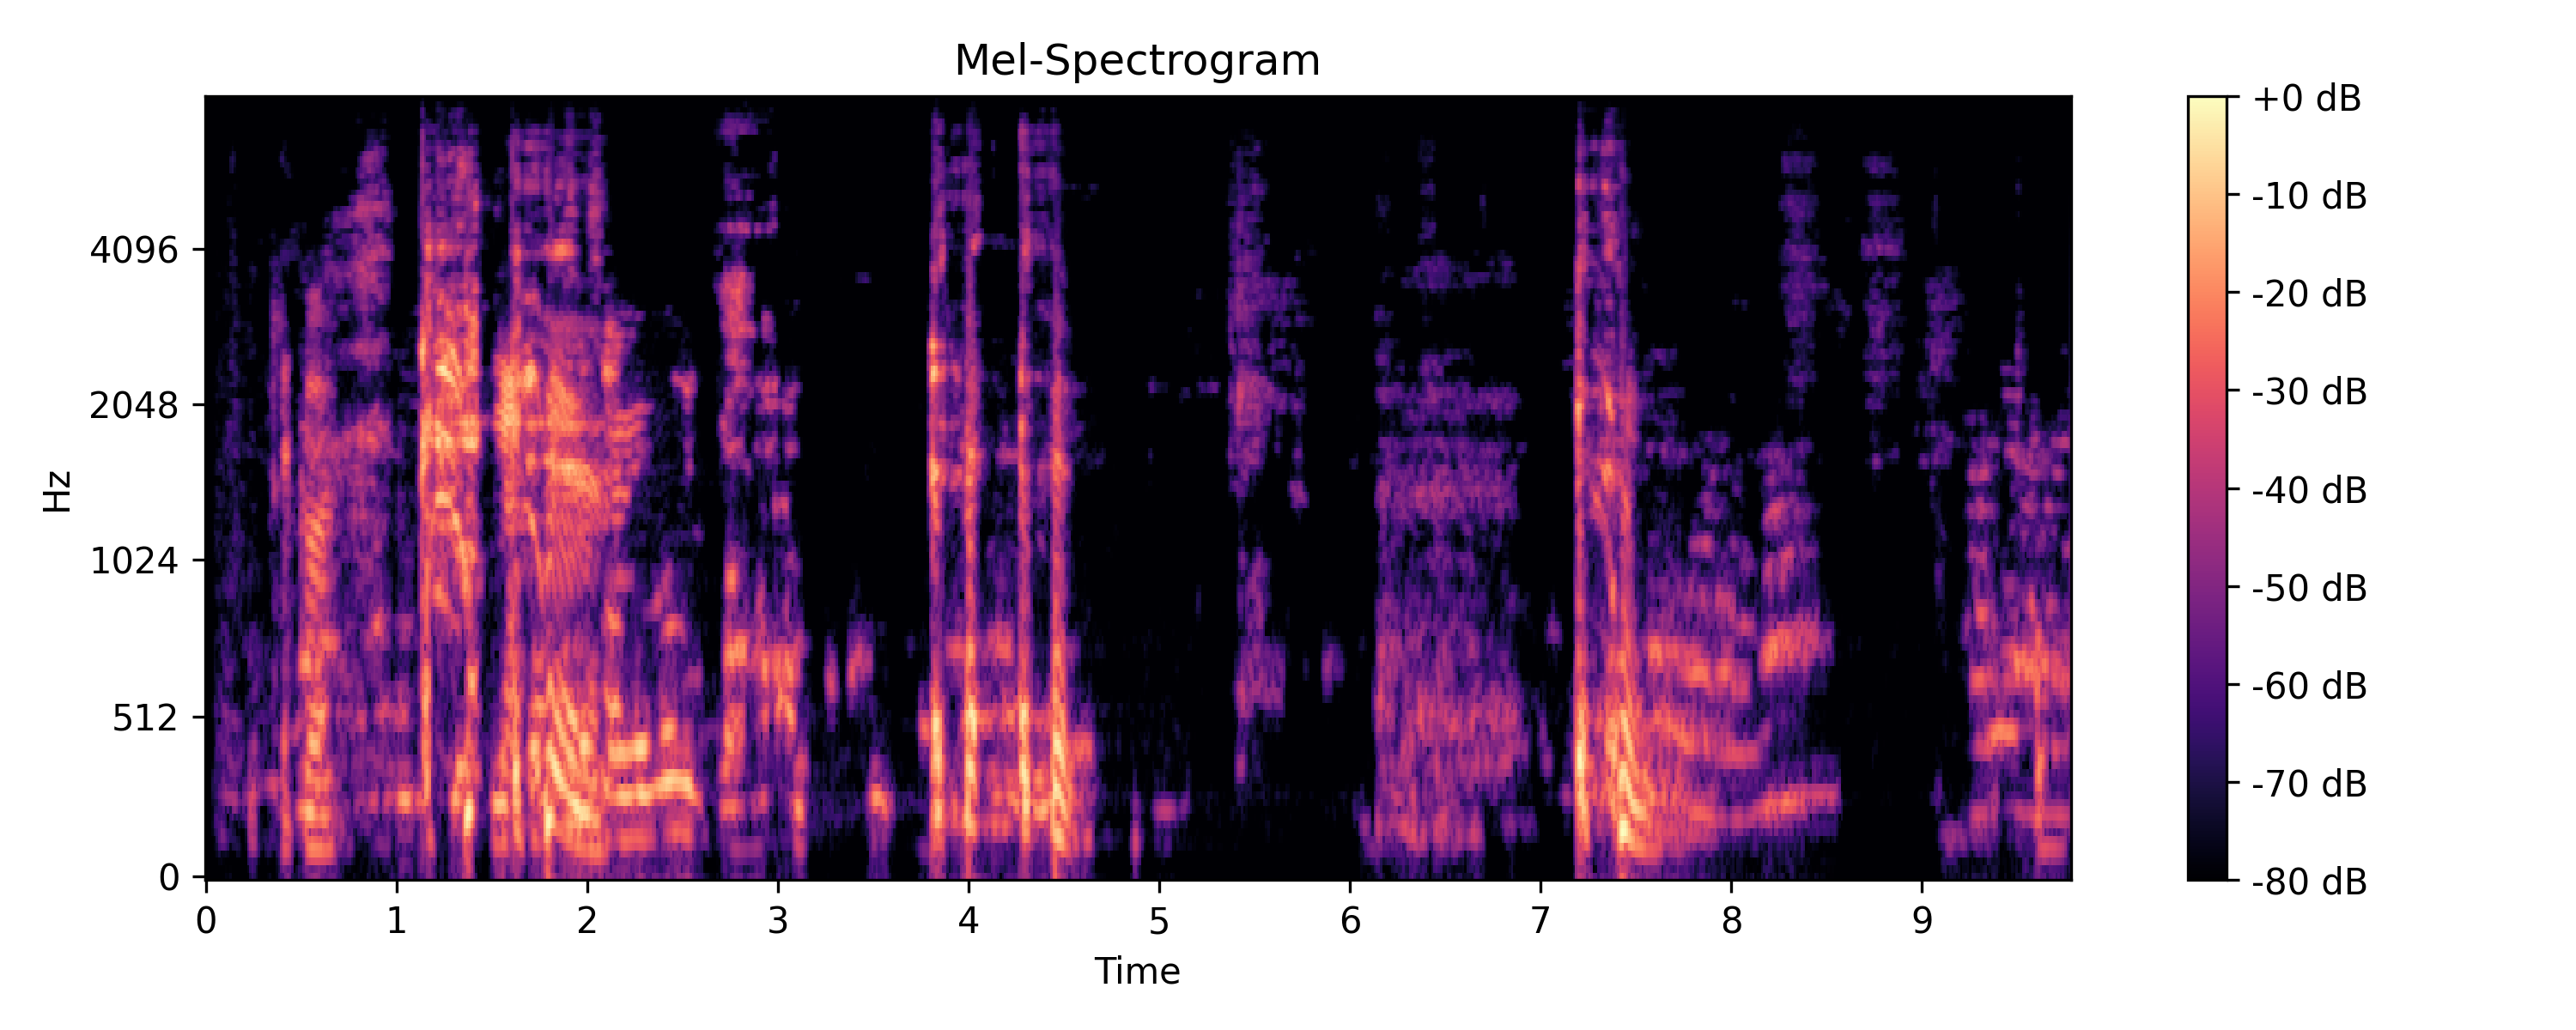 Mel-Spectrogram
+0 dB
-10 dB
-20 dB
-30 dB
-40 dB
-50 dB
-60 dB
-70 dB
-80 dB
Hz
4096
2048
1024
512
0
0 1 2 3 4 5 6 7 8 9
Time